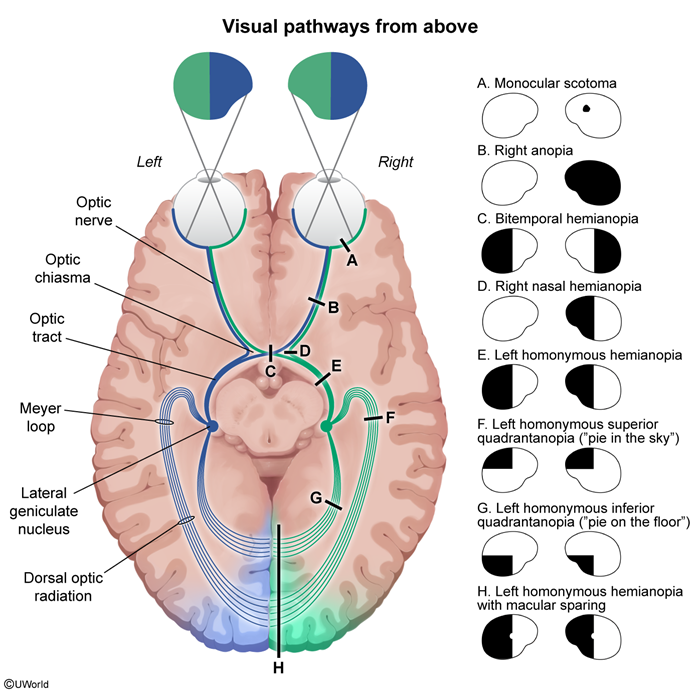 Visual pathways from above
Left
Right
Optic
nerve
Optic
chiasma
Optic
tract
Meyer
loop
Lateral
geniculate
nucleus
Dorsal optic
radiation
A
B
C
D
E
F
G
H
A. Monocular scotoma
B. Right anopia
C. Bitemporal hemianopia
D. Right nasal hemianopia
E. Left homonymous hemianopia
F. Left homonymous superior
quadrantanopia ("pie in the sky")
G. Left homonymous inferior
quadrantanopia ("pie on the floor")
H. Left homonymous hemianopia
with macular sparing
©UWorld